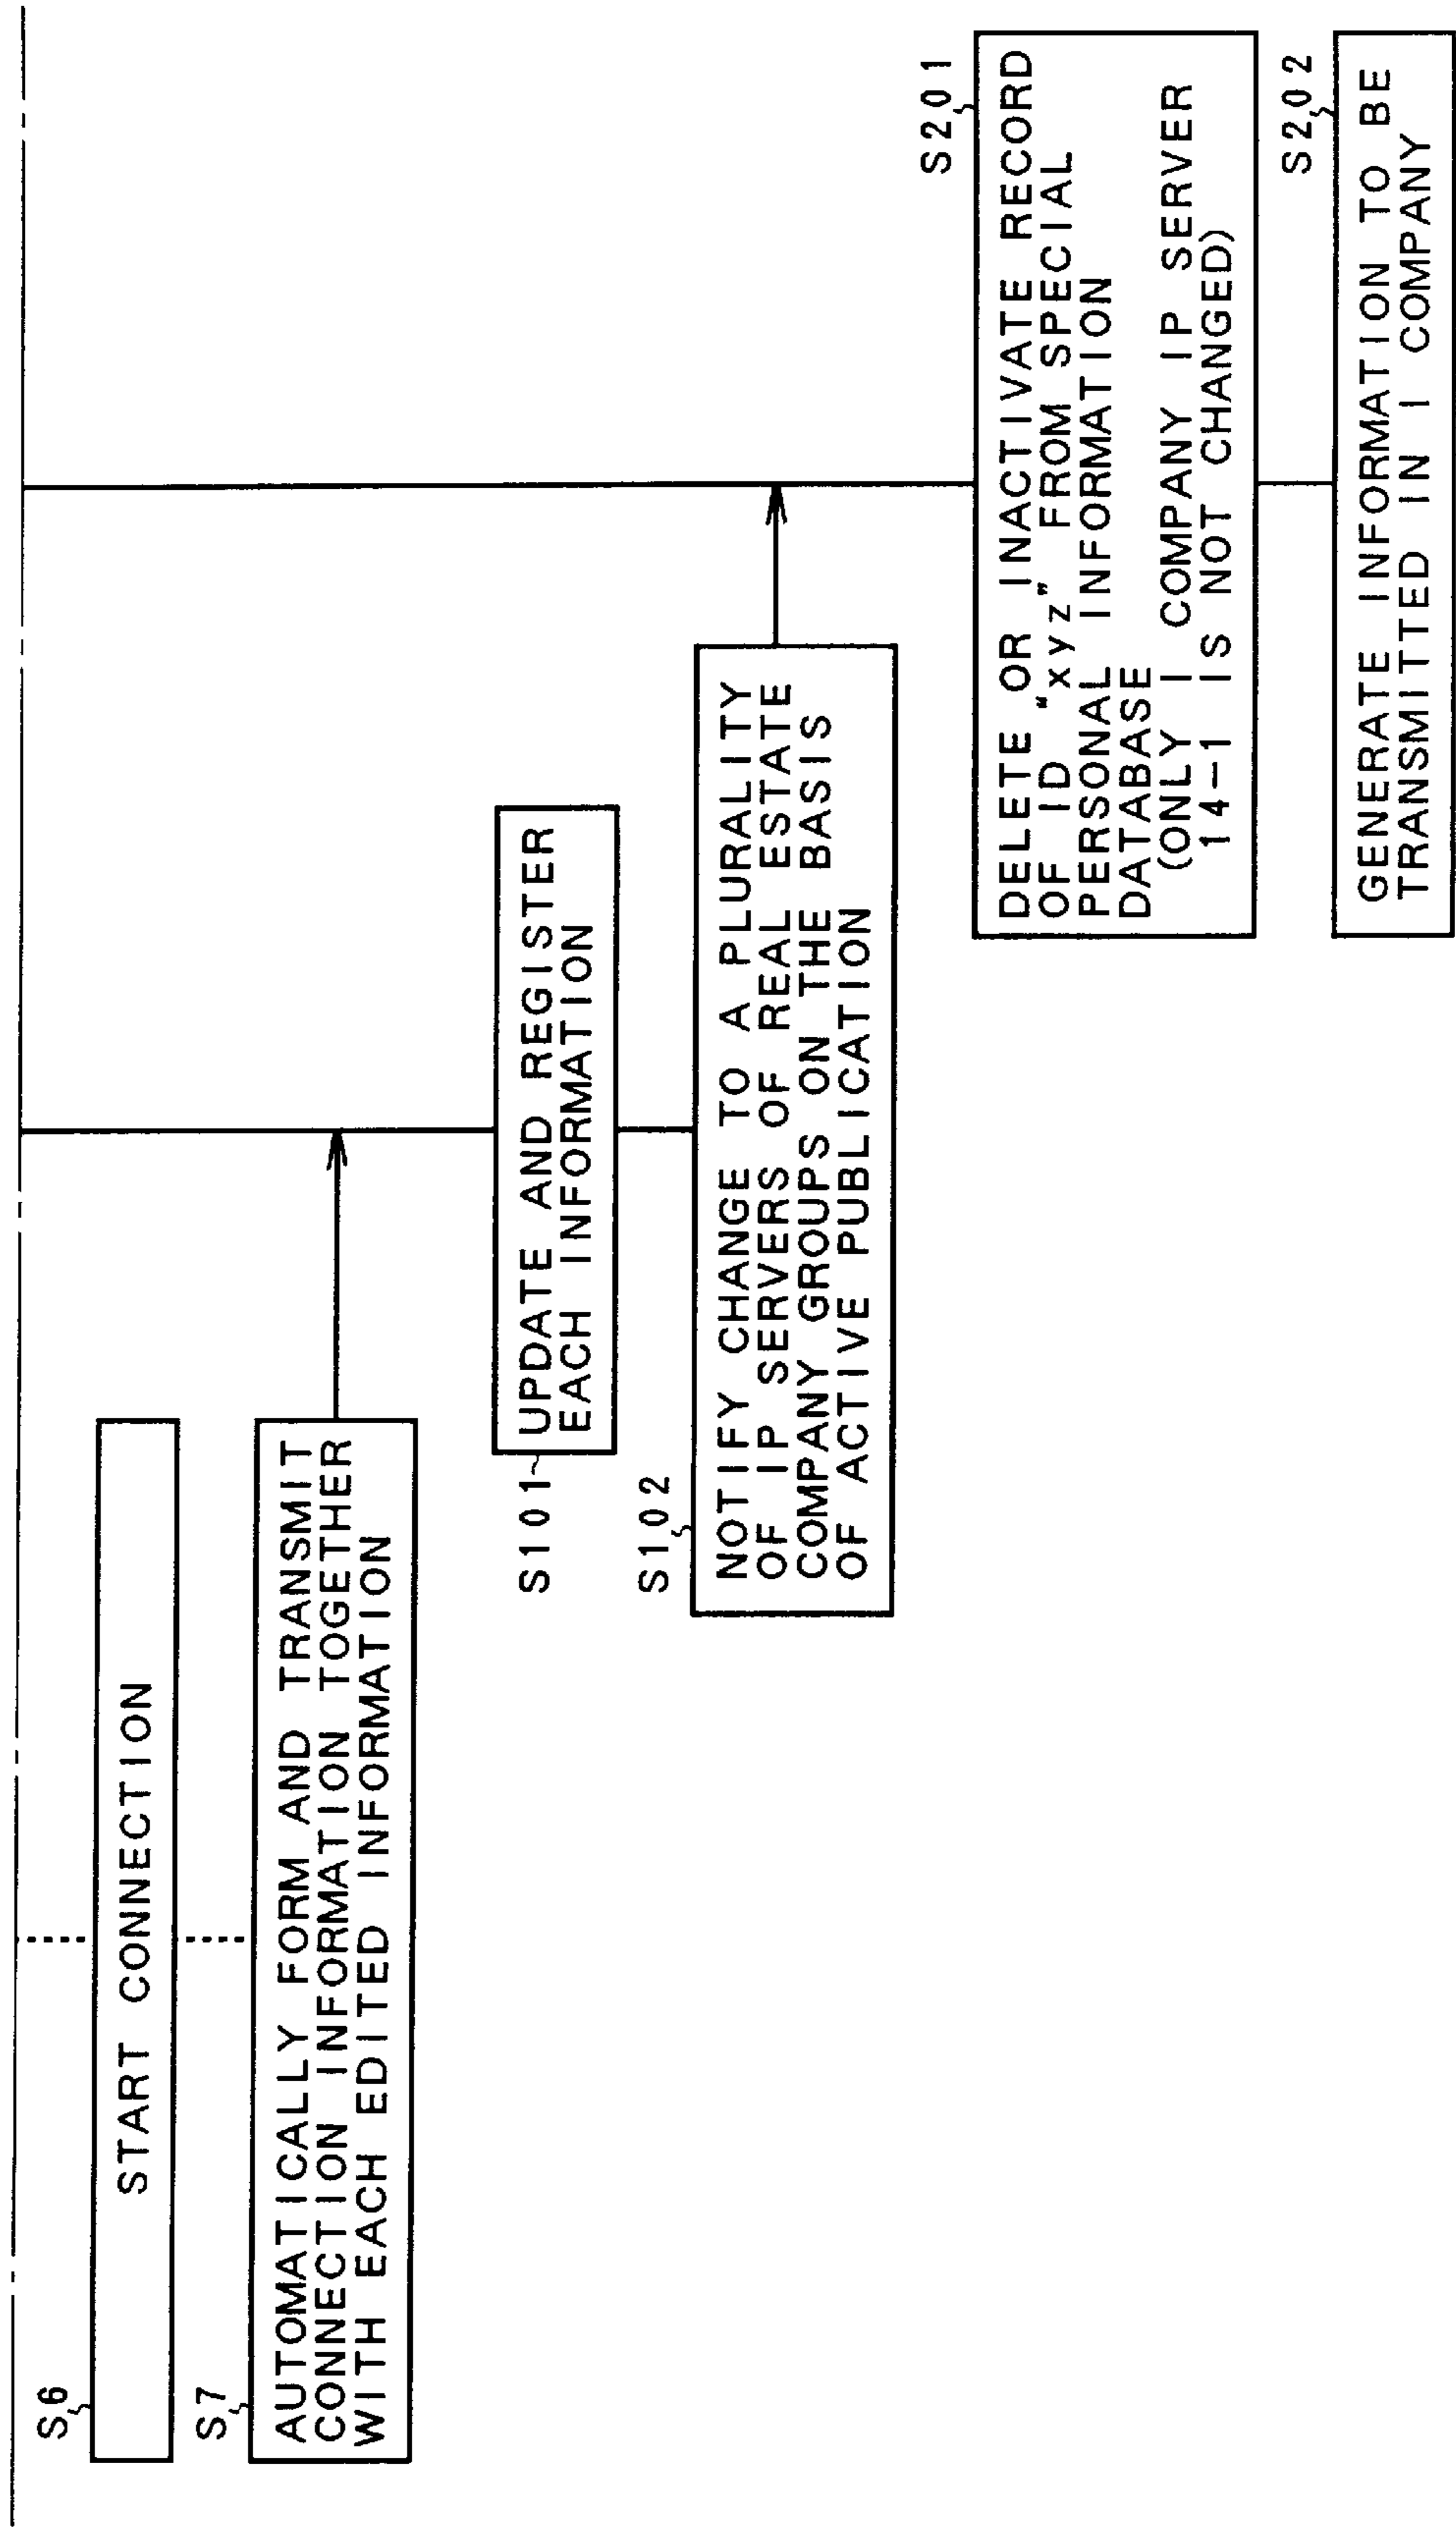 S6
START CONNECTION
S7
AUTOMATICALLY FORM AND TRANSMIT
CONNECTION INFORMATION TOGETHER
WITH EACH EDITED INFORMATION
S101
UPDATE AND REGISTER
EACH INFORMATION
S102
NOTIFY CHANGE TO A PLURALITY
OF IP SERVERS OF REAL ESTATE
COMPANY GROUPS ON THE BASIS
OF ACTIVE PUBLICATION
S201
DELETE OR INACTIVATE RECORD
OF ID "xyz" FROM SPECIAL
PERSONAL INFORMATION
DATABASE
(ONLY I COMPANY IP SERVER
14-1 IS NOT CHANGED)
S202
GENERATE INFORMATION TO BE
TRANSMITTED IN I COMPANY